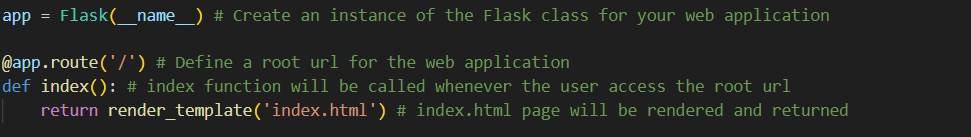 app = Flask(__name__) # Create an instance of the Flask class for your web application
@app.route('/') # Define a root url for the web application
def index(): # index function will be called whenever the user access the root url
    return render_template('index.html') # index.html page will be rendered and returned